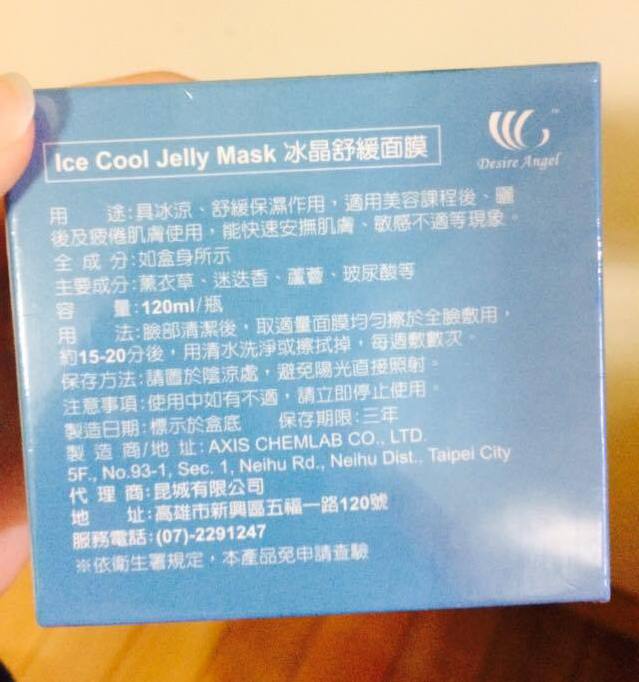 Ice Cool Jelly Mask 冰晶舒緩面膜
Desire Angel
用 途:具冰涼、舒緩保濕作用，適用美容課程後、曬
後及疲倦肌膚使用，能快速安撫肌膚、敏感不適等現象。
全 成 分:如盒身所示
主要成分:薰衣草、迷迭香、蘆薈、玻尿酸等
容 量:120ml/瓶
用 法:臉部清潔後，取適量面膜均勻擦於全臉敷用，
約15-20分後，用清水洗淨或擦拭掉，每週敷數次。
保存方法:請置於陰涼處，避免陽光直接照射。
注意事項:使用中如有不適，請立即停止使用。
製造日期:標示於盒底 保存期限:三年
製 造 商/地 址:AXIS CHEMLAB CO., LTD.
5F., No.93-1, Sec. 1, Neihu Rd., Neihu Dist., Taipei City
代 理 商:昆城有限公司
地 址:高雄市新興區五福一路120號
服務電話:(07)-2291247
※依衛生署規定，本產品免申請查驗